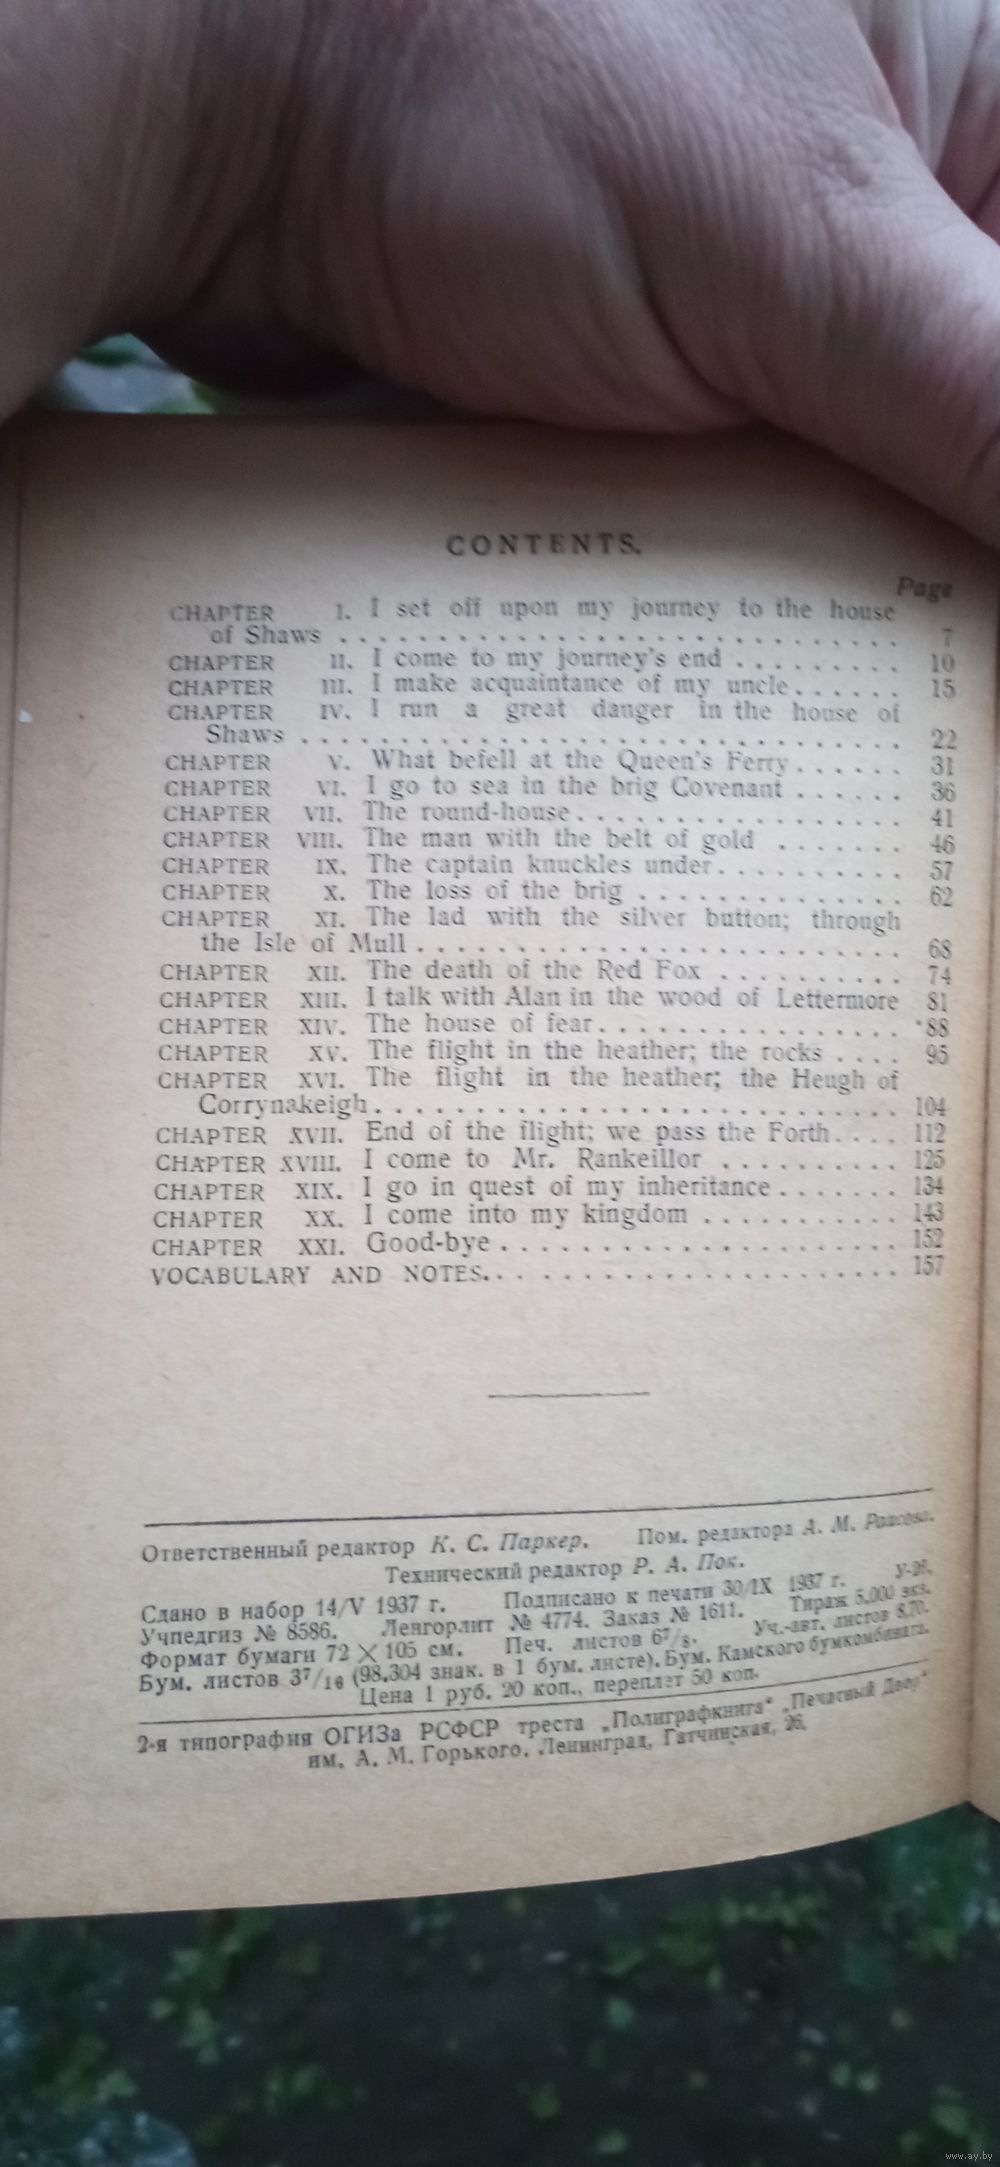 CONTENTS.
Page
CHAPTER I. I set off upon my journey to the house
of Shaws . . . . . . . . . . . . . . . . . . . . . . . . . . . 7
CHAPTER II. I come to my journey's end . . . . . . . . . 10
CHAPTER III. I make acquaintance of my uncle. . . . . . 15
CHAPTER IV. I run a great danger in the house of
Shaws . . . . . . . . . . . . . . . . . . . . . . . . . . . . . 22
CHAPTER V. What befell at the Queen's Ferry. . . . . . 31
CHAPTER VI. I go to sea in the brig Covenant . . . . . . 36
CHAPTER VII. The round-house. . . . . . . . . . . . . . . . . 41
CHAPTER VIII. The man with the belt of gold . . . . . . . 46
CHAPTER IX. The captain knuckles under. . . . . . . . . . 57
CHAPTER X. The loss of the brig . . . . . . . . . . . . . . 62
CHAPTER XI. The lad with the silver button; through
the Isle of Mull . . . . . . . . . . . . . . . . . . . . . . . . 68
CHAPTER XII. The death of the Red Fox . . . . . . . . . . 74
CHAPTER XIII. I talk with Alan in the wood of Lettermore 81
CHAPTER XIV. The house of fear. . . . . . . . . . . . . . . . 88
CHAPTER XV. The flight in the heather; the rocks . . . . 95
CHAPTER XVI. The flight in the heather; the Heugh of
Corrynakeigh. . . . . . . . . . . . . . . . . . . . . . . . . . . 104
CHAPTER XVII. End of the flight; we pass the Forth. . . . 112
CHAPTER XVIII. I come to Mr. Rankeillor . . . . . . . . . . 125
CHAPTER XIX. I go in quest of my inheritance . . . . . . . 134
CHAPTER XX. I come into my kingdom . . . . . . . . . . . 143
CHAPTER XXI. Good-bye . . . . . . . . . . . . . . . . . . . . . 152
VOCABULARY AND NOTES. . . . . . . . . . . . . . . . . . . . . . 157
Ответственный редактор К. С. Паркер. Пом. редактора А. М.
Технический редактор Р. А. Пок.
Сдано в набор 14/V 1937 г. Подписано к печати 30/IX 1937 г. У-26.
Учпедгиз № 8586. Ленгорлит № 4774. Заказ № 1611. Тираж 5.000 экз.
Формат бумаги 72 × 105 см. Печ. листов 6⁷/₈. Уч.-авт. листов 8,70.
Бум. листов 3⁷/₁₆ (98.304 знак. в 1 бум. листе). Бум. Камского бумкомбината.
Цена 1 руб. 20 коп., переплет 50 коп.
2-я типография ОГИЗа РСФСР треста „Полиграфкнига" „Печатный Двор"
им. А. М. Горького. Ленинград, Гатчинская, 26.
www.ay.by